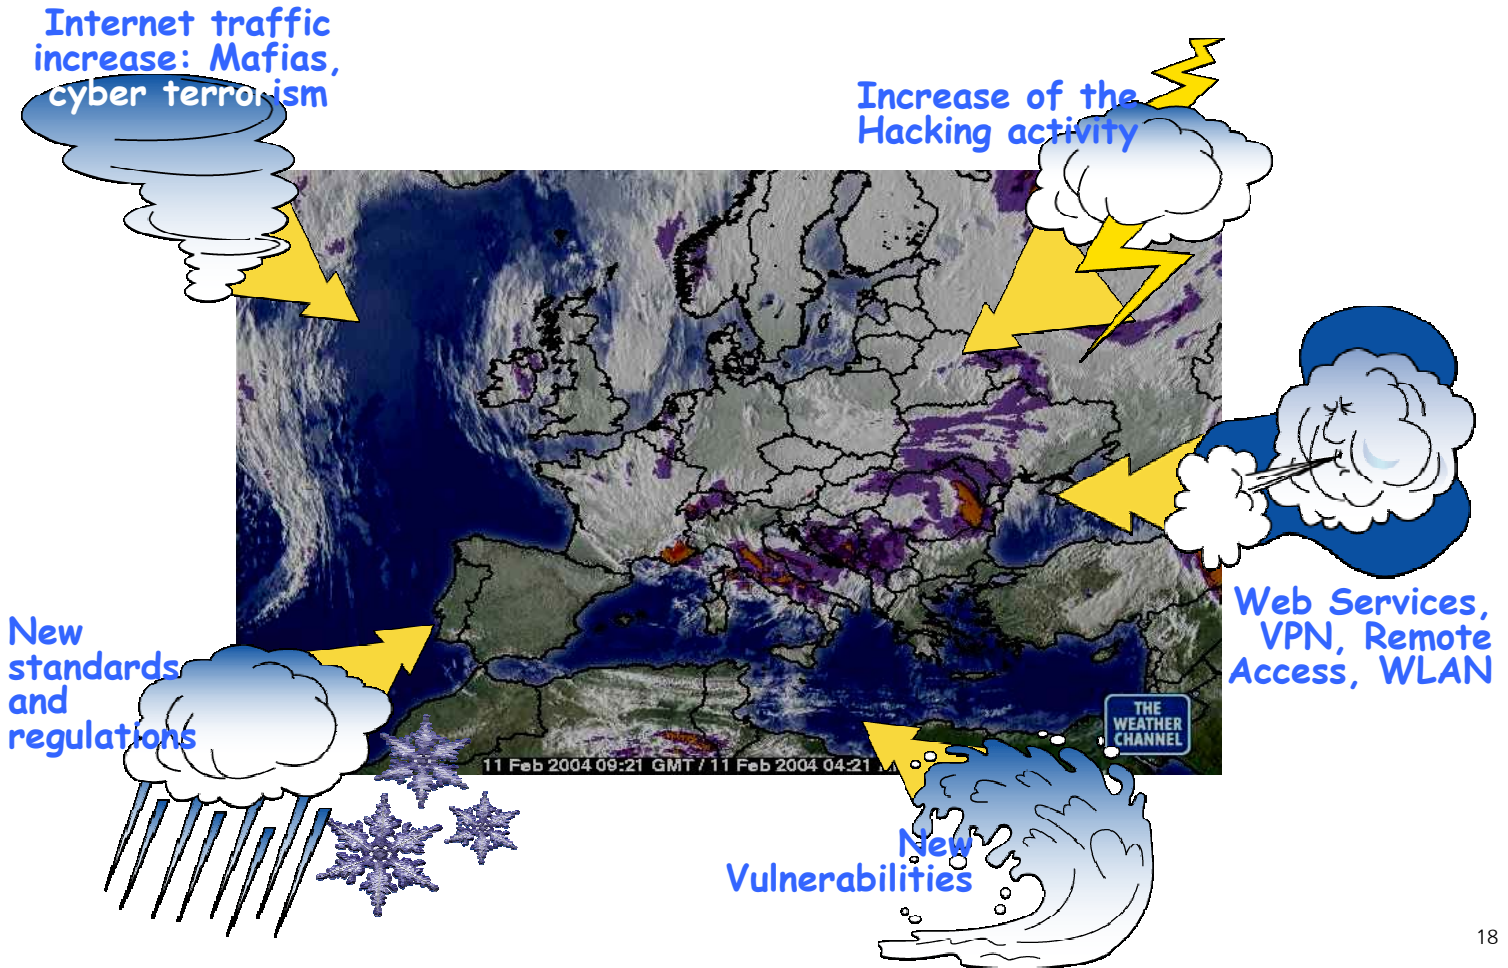 Internet traffic
increase: Mafias,
cyber terrorism
Increase of the
Hacking activity
Web Services,
VPN, Remote
Access, WLAN
New
standards
and
regulations
THE
WEATHER
CHANNEL
11 Feb 2004 09:21 GMT / 11 Feb 2004 04:21
New
Vulnerabilities
18